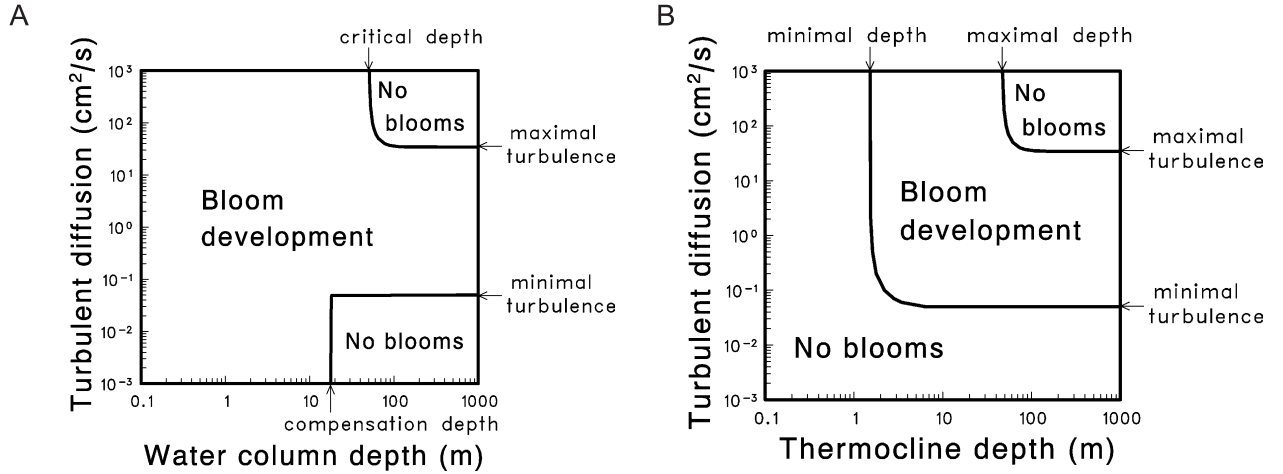 A
critical depth
Turbulent diffusion (cm²/s)
10³
10²
10¹
10⁰
10⁻¹
10⁻²
10⁻³
No
blooms
maximal
turbulence
Bloom
development
minimal
turbulence
No blooms
0.1
1
10
100
1000
compensation depth
Water column depth (m)
B
minimal depth
maximal depth
Turbulent diffusion (cm²/s)
10³
10²
10¹
10⁰
10⁻¹
10⁻²
10⁻³
No
blooms
maximal
turbulence
Bloom
development
minimal
turbulence
No blooms
0.1
1
10
100
1000
Thermocline depth (m)